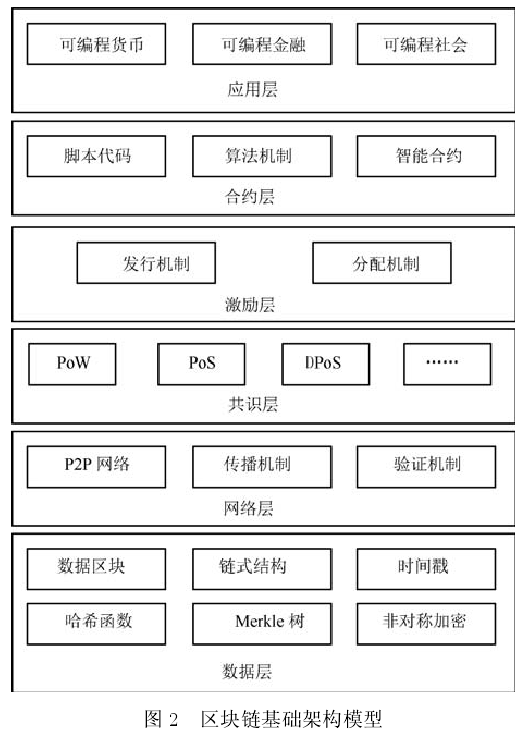 可编程货币 可编程金融 可编程社会
应用层
脚本代码 算法机制 智能合约
合约层
发行机制 分配机制
激励层
PoW PoS DPoS ……
共识层
P2P 网络 传播机制 验证机制
网络层
数据区块 链式结构 时间戳
哈希函数 Merkle 树 非对称加密
数据层
图 2 区块链基础架构模型